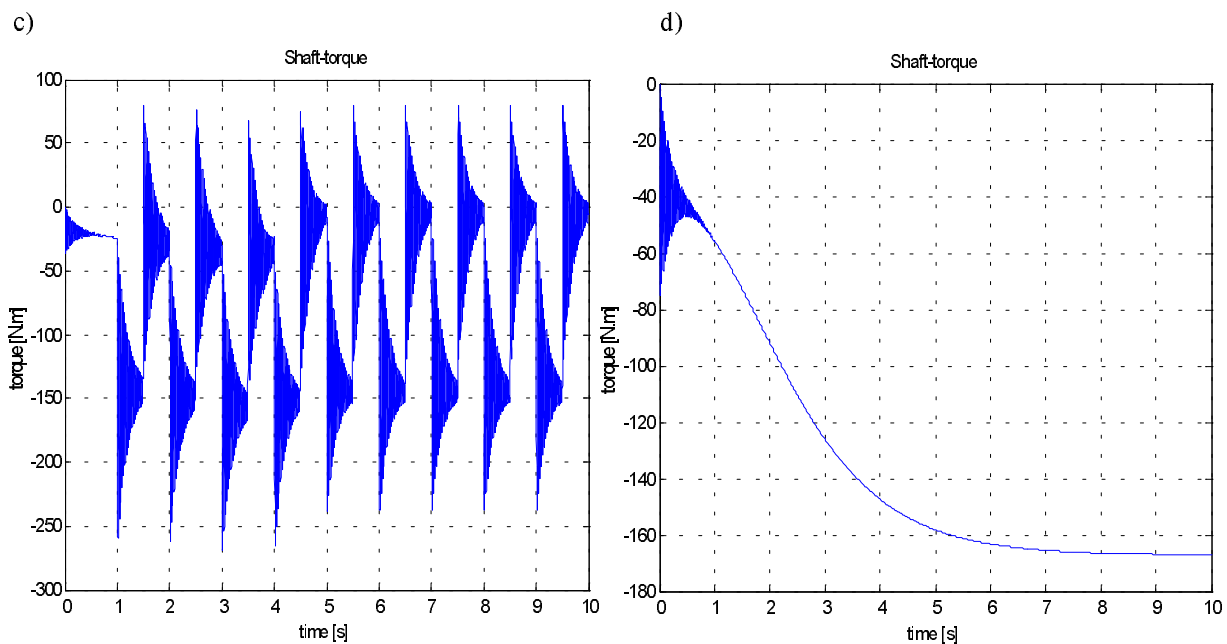 c)
Shaft-torque
100
50
0
-50
-100
-150
-200
-250
-300
torque [N.m]
0 1 2 3 4 5 6 7 8 9 10
time [s]
d)
Shaft-torque
0
-20
-40
-60
-80
-100
-120
-140
-160
-180
torque [N.m]
0 1 2 3 4 5 6 7 8 9 10
time [s]